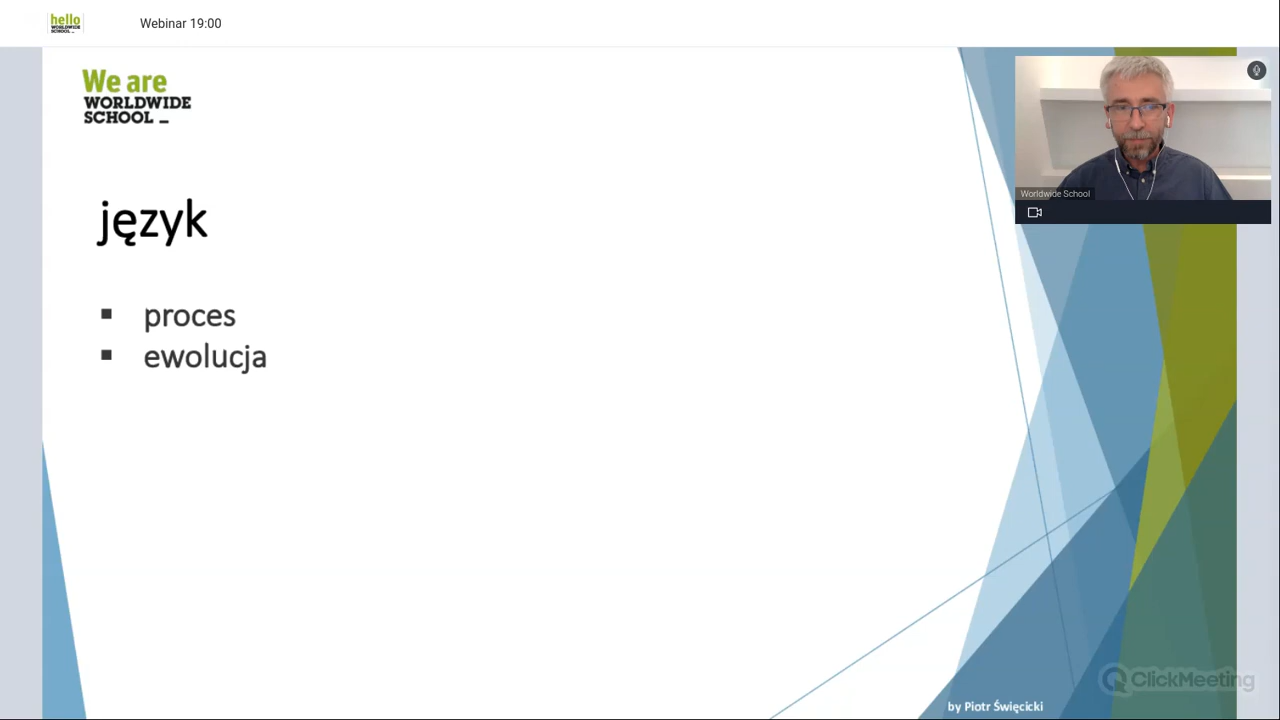 hello
WORLDWIDE
SCHOOL _
Webinar 19:00
We are
WORLDWIDE
SCHOOL _
Worldwide School
język
▪ proces
▪ ewolucja
ClickMeeting
by Piotr Święcicki